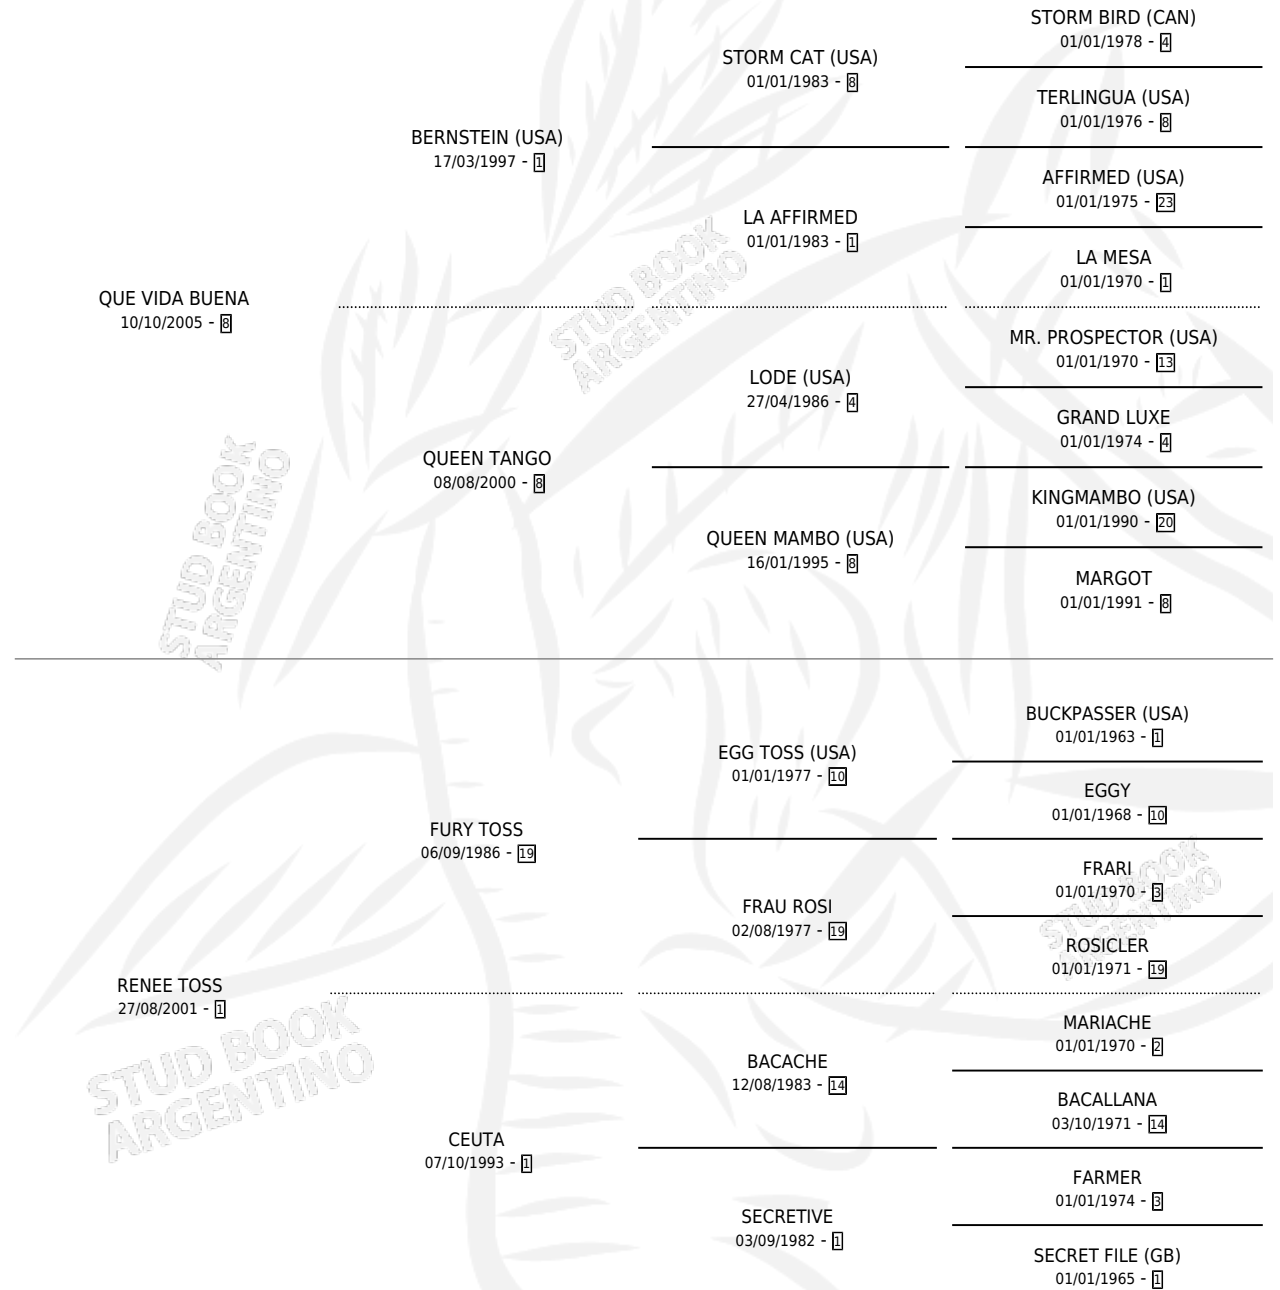 STORM BIRD (CAN)
01/01/1978 - 4
STORM CAT (USA)
01/01/1983 - 8
TERLINGUA (USA)
01/01/1976 - 8
BERNSTEIN (USA)
17/03/1997 - 1
AFFIRMED (USA)
01/01/1975 - 23
LA AFFIRMED
01/01/1983 - 1
LA MESA
01/01/1970 - 1
QUE VIDA BUENA
10/10/2005 - 8
MR. PROSPECTOR (USA)
01/01/1970 - 13
LODE (USA)
27/04/1986 - 4
GRAND LUXE
01/01/1974 - 4
QUEEN TANGO
08/08/2000 - 8
KINGMAMBO (USA)
01/01/1990 - 20
QUEEN MAMBO (USA)
16/01/1995 - 8
MARGOT
01/01/1991 - 8
STUD BOOK
ARGENTINO
STUD BOOK
ARGENTINO
BUCKPASSER (USA)
01/01/1963 - 1
EGG TOSS (USA)
01/01/1977 - 10
EGGY
01/01/1968 - 10
FURY TOSS
06/09/1986 - 19
FRARI
01/01/1970 - 3
FRAU ROSI
02/08/1977 - 19
ROSICLER
01/01/1971 - 19
RENEE TOSS
27/08/2001 - 1
MARIACHE
01/01/1970 - 2
BACACHE
12/08/1983 - 14
BACALLANA
03/10/1971 - 14
CEUTA
07/10/1993 - 1
FARMER
01/01/1974 - 3
SECRETIVE
03/09/1982 - 1
SECRET FILE (GB)
01/01/1965 - 1
STUD BOOK
ARGENTINO
STUD BOOK
ARGENTINO